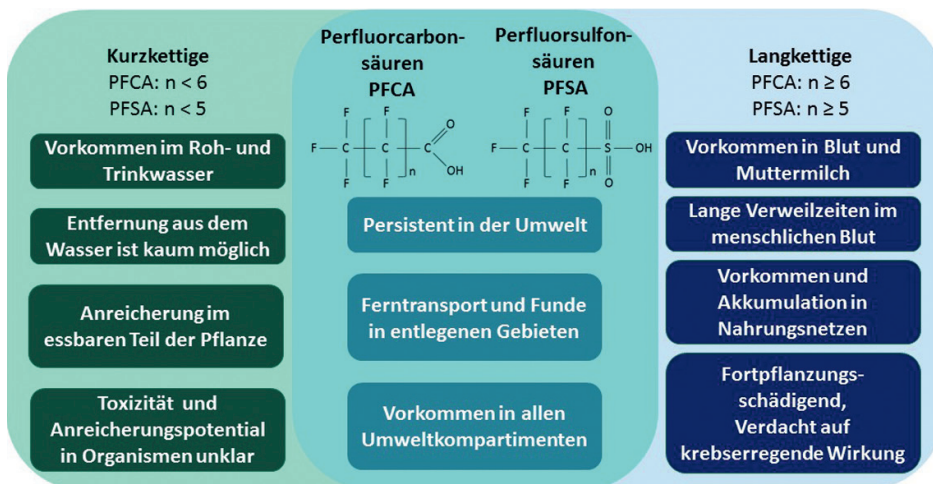 Kurzkettige
PFCA: n < 6
PFSA: n < 5
Vorkommen im Roh- und
Trinkwasser
Entfernung aus dem
Wasser ist kaum möglich
Anreicherung im
essbaren Teil der Pflanze
Toxizität und
Anreicherungspotential
in Organismen unklar
Perfluorcarbon-
säuren
PFCA
F F
O
F C C C
OH
n
F F
Perfluorsulfon-
säuren
PFSA
F F O
F C C S OH
n
F F O
Persistent in der Umwelt
Ferntransport und Funde
in entlegenen Gebieten
Vorkommen in allen
Umweltkompartimenten
Langkettige
PFCA: n ≥ 6
PFSA: n ≥ 5
Vorkommen in Blut und
Muttermilch
Lange Verweilzeiten im
menschlichen Blut
Vorkommen und
Akkumulation in
Nahrungsnetzen
Fortpflanzungs-
schädigend,
Verdacht auf
krebserregende Wirkung